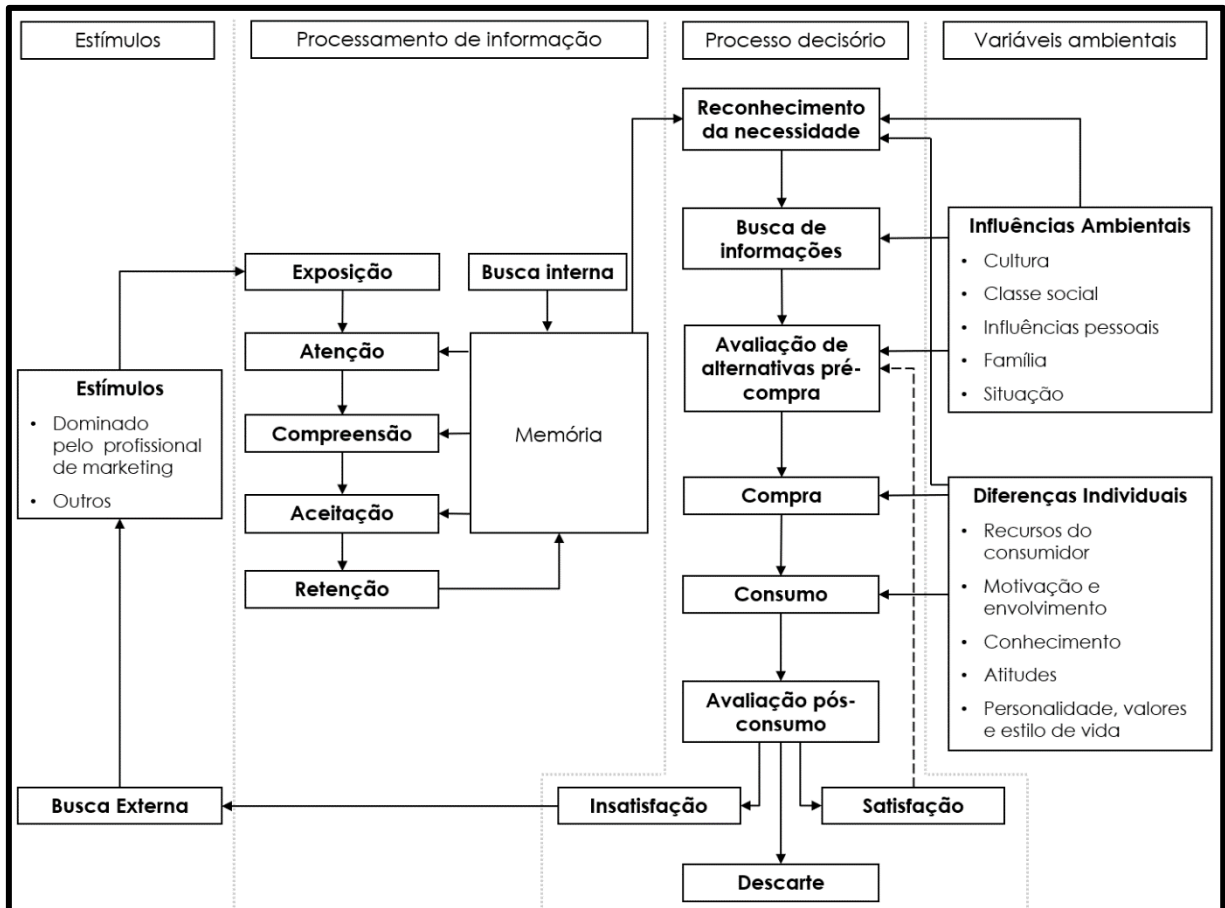 Estímulos
Processamento de informação
Processo decisório
Variáveis ambientais
Estímulos
• Dominado
pelo profissional
de marketing
• Outros
Busca Externa
Exposição
Atenção
Compreensão
Aceitação
Retenção
Busca interna
Memória
Reconhecimento
da necessidade
Busca de
informações
Avaliação de
alternativas pré-
compra
Compra
Consumo
Avaliação pós-
consumo
Insatisfação
Satisfação
Descarte
Influências Ambientais
• Cultura
• Classe social
• Influências pessoais
• Família
• Situação
Diferenças Individuais
• Recursos do
consumidor
• Motivação e
envolvimento
• Conhecimento
• Atitudes
• Personalidade, valores
e estilo de vida